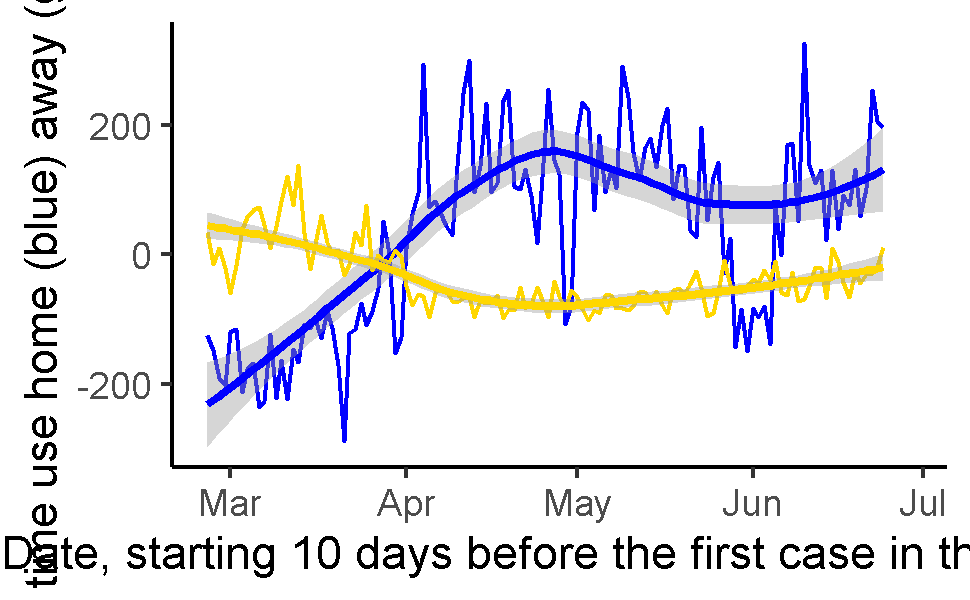 time use home (blue) away (
200
0
-200
Mar Apr May Jun Jul
Date, starting 10 days before the first case in th